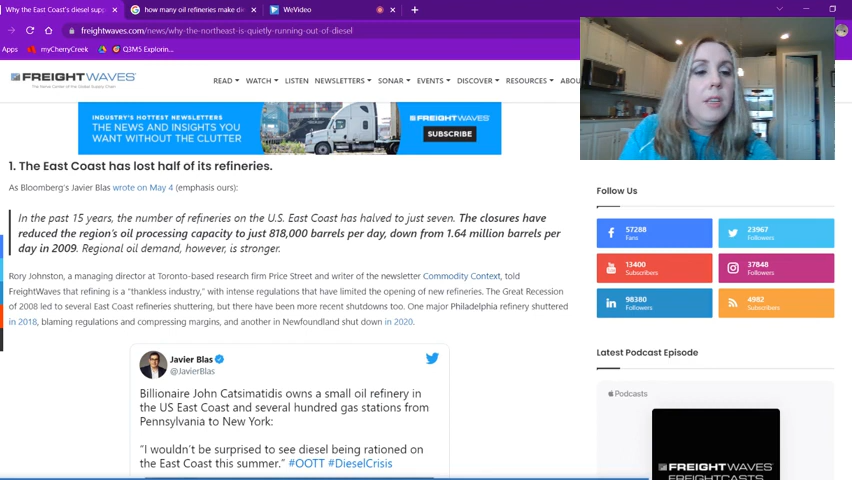 Why the East Coast's diesel sup
how many oil refineries make di
WeVideo
freightwaves.com/news/why-the-northeast-is-quietly-running-out-of-diesel
Apps
myCherryCreek
Q3M5 Explorin...
FREIGHTWAVES
The Nerve Center of the Global Supply Chain
READ
WATCH
LISTEN
NEWSLETTERS
SONAR
EVENTS
DISCOVER
RESOURCES
ABOU
INDUSTRY'S HOTTEST NEWSLETTERS
THE NEWS AND INSIGHTS YOU
WANT WITHOUT THE CLUTTER
FREIGHTWAVES
SUBSCRIBE
1. The East Coast has lost half of its refineries.
As Bloomberg's Javier Blas wrote on May 4 (emphasis ours):
In the past 15 years, the number of refineries on the U.S. East Coast has halved to just seven. The closures have
reduced the region's oil processing capacity to just 818,000 barrels per day, down from 1.64 million barrels per
day in 2009. Regional oil demand, however, is stronger.
Rory Johnston, a managing director at Toronto-based research firm Price Street and writer of the newsletter Commodity Context, told
FreightWaves that refining is a "thankless industry," with intense regulations that have limited the opening of new refineries. The Great Recession
of 2008 led to several East Coast refineries shuttering, but there have been more recent shutdowns too. One major Philadelphia refinery shuttered
in 2018, blaming regulations and compressing margins, and another in Newfoundland shut down in 2020.
Javier Blas
@JavierBlas
Billionaire John Catsimatidis owns a small oil refinery in
the US East Coast and several hundred gas stations from
Pennsylvania to New York:
"I wouldn't be surprised to see diesel being rationed on
the East Coast this summer." #OOTT #DieselCrisis
Follow Us
57288
Fans
23967
Followers
13400
Subscribers
37848
Followers
98380
Followers
4982
Subscribers
Latest Podcast Episode
Podcasts
FREIGHTWAVES
FREIGHTCASTS